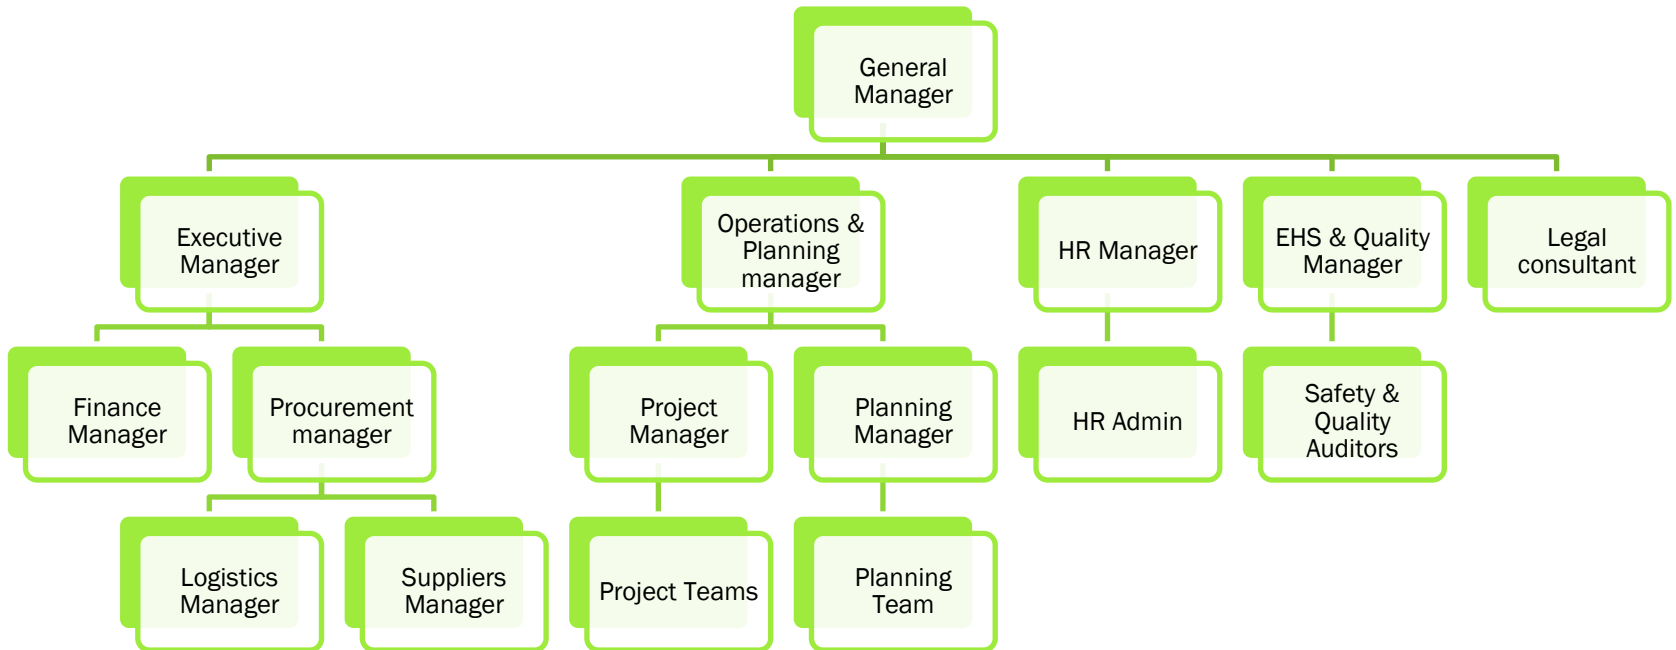 General
Manager
Executive
Manager
Operations &
Planning
manager
HR Manager
EHS & Quality
Manager
Legal
consultant
Finance
Manager
Procurement
manager
Project
Manager
Planning
Manager
HR Admin
Safety &
Quality
Auditors
Logistics
Manager
Suppliers
Manager
Project Teams
Planning
Team